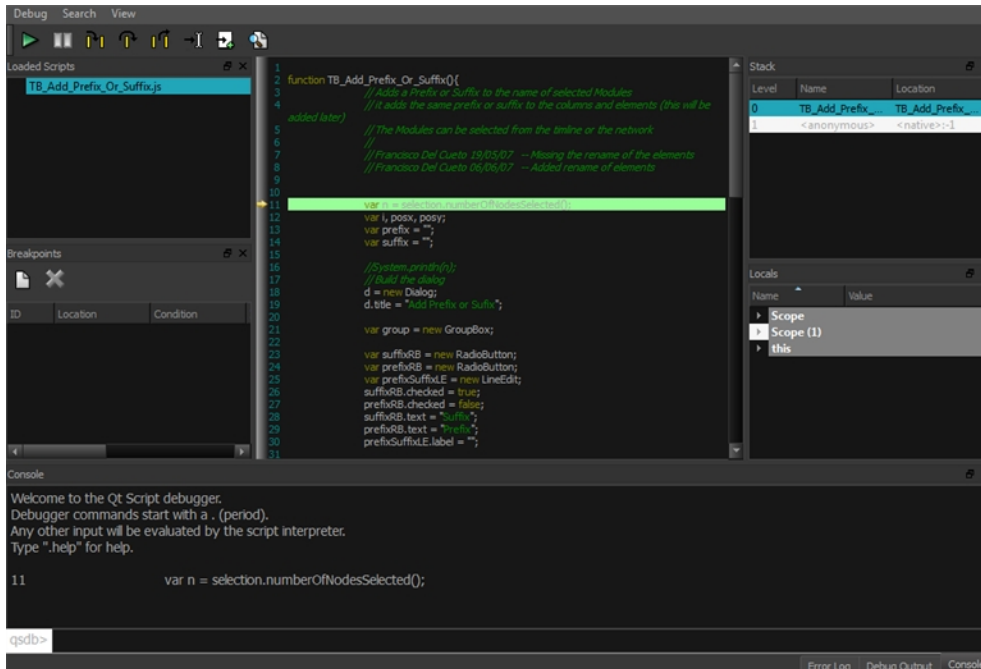 Debug Search View
Loaded Scripts
TB_Add_Prefix_Or_Suffix.js
Breakpoints
ID Location Condition
1
2 function TB_Add_Prefix_Or_Suffix(){
3 // Adds a Prefix or Suffix to the name of selected Modules
4 // it adds the same prefix or suffix to the columns and elements (this will be
added later)
5 // The Modules can be selected from the timline or the network
6 //
7 // Francisco Del Cueto 19/05/07 -- Missing the rename of the elements
8 // Francisco Del Cueto 06/06/07 -- Added rename of elements
9
10
11 var n = selection.numberOfNodesSelected();
12 var i, posx, posy;
13 var prefix = "";
14 var suffix = "";
15
16 //System.println(n);
17 // Build the dialog
18 d = new Dialog;
19 d.title = "Add Prefix or Sufix";
20
21 var group = new GroupBox;
22
23 var suffixRB = new RadioButton;
24 var prefixRB = new RadioButton;
25 var prefixSuffixLE = new LineEdit;
26 suffixRB.checked = true;
27 prefixRB.checked = false;
28 suffixRB.text = "Suffix";
29 prefixRB.text = "Prefix";
30 prefixSuffixLE.label = "";
31
Stack
Level Name Location
0 TB_Add_Prefix_... TB_Add_Prefix_...
1 <anonymous> <native>:-1
Locals
Name Value
Scope
Scope (1)
this
Console
Welcome to the Qt Script debugger.
Debugger commands start with a . (period).
Any other input will be evaluated by the script interpreter.
Type ".help" for help.
11 var n = selection.numberOfNodesSelected();
qsdb>
Error Log Debug Output Console